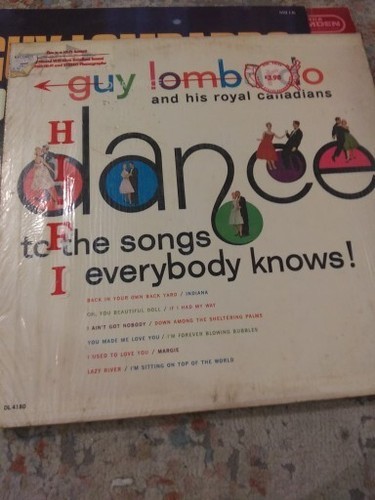 guy lombardo
and his royal canadians
HI FI
dance
to the songs
everybody knows!
BACK IN YOUR OWN BACK YARD / INDIANA
OH, YOU BEAUTIFUL DOLL / IF I HAD MY WAY
I AIN'T GOT NOBODY / DOWN AMONG THE SHELTERING PALMS
YOU MADE ME LOVE YOU / I'M FOREVER BLOWING BUBBLES
I USED TO LOVE YOU / MARGIE
LAZY RIVER / I'M SITTING ON TOP OF THE WORLD
DL 4180